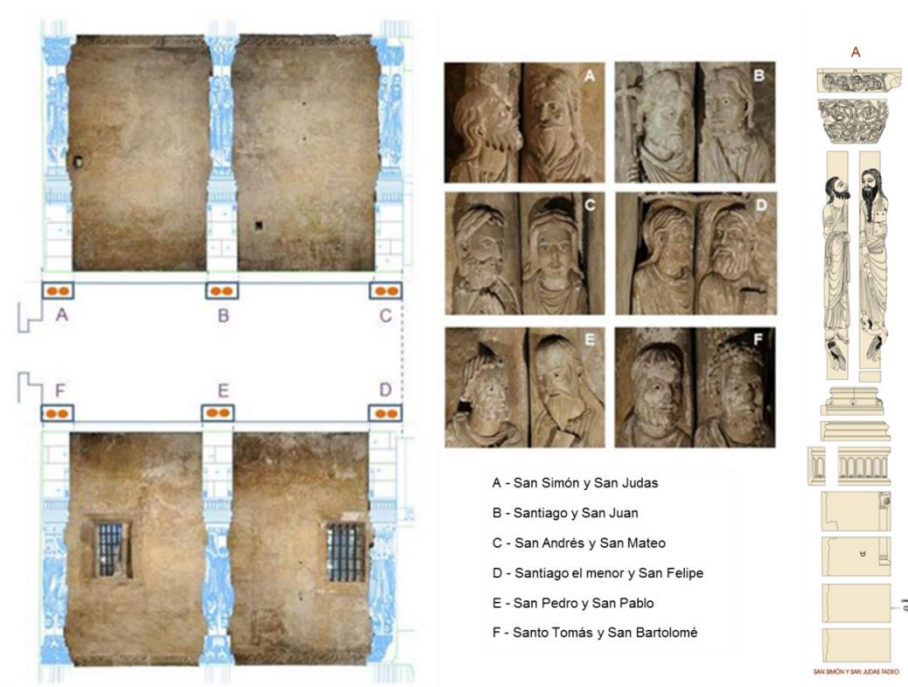 A
B
C
F
E
D
A
B
C
D
E
F
A - San Simón y San Judas
B - Santiago y San Juan
C - San Andrés y San Mateo
D - Santiago el menor y San Felipe
E - San Pedro y San Pablo
F - Santo Tomás y San Bartolomé
A
SAN SIMÓN Y SAN JUDAS TADEO